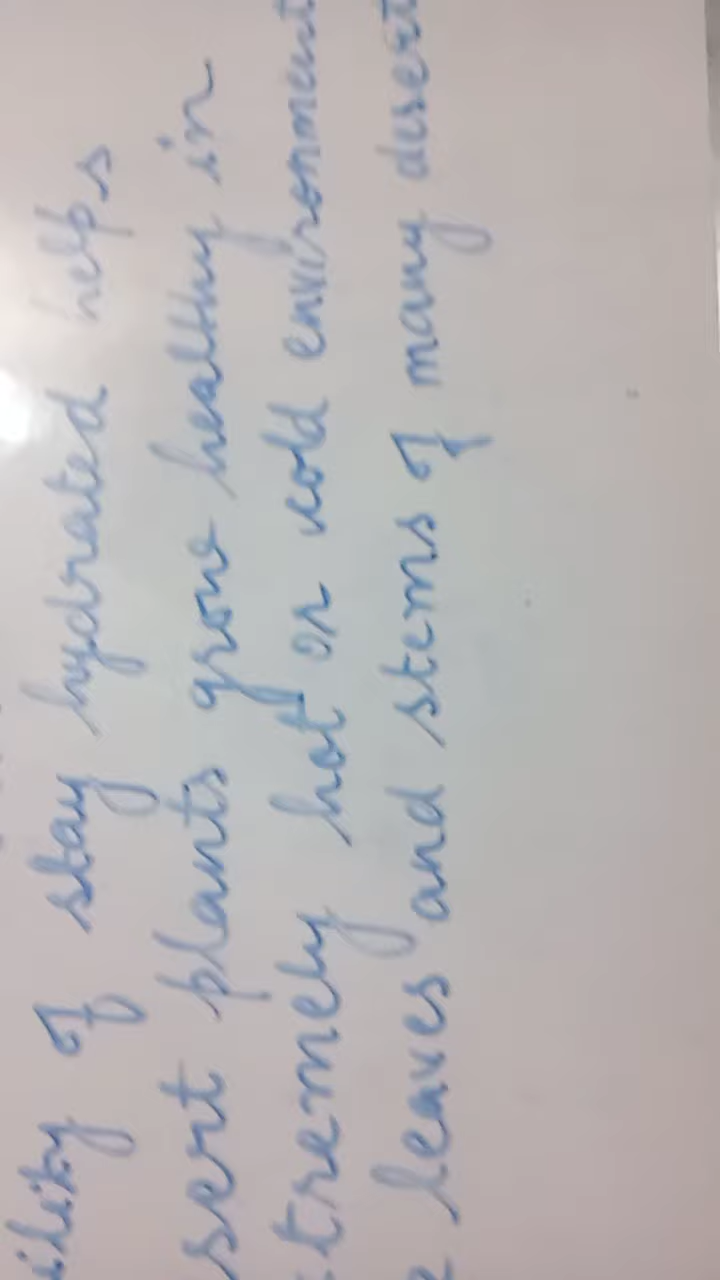 ility of stay hydrated helps
sert plants grow healthy in
tremely hot or cold environment
e leaves and stems of many desert